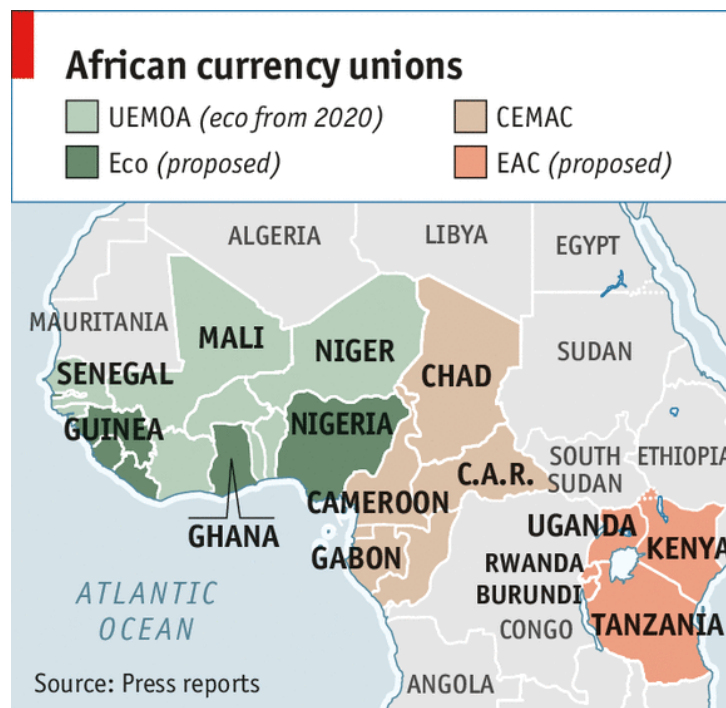 African currency unions
UEMOA (eco from 2020)
CEMAC
Eco (proposed)
EAC (proposed)
ALGERIA
LIBYA
EGYPT
MAURITANIA
MALI
NIGER
SUDAN
SENEGAL
CHAD
GUINEA
NIGERIA
SOUTH
SUDAN
ETHIOPIA
C.A.R.
CAMEROON
GHANA
UGANDA
KENYA
GABON
RWANDA
BURUNDI
ATLANTIC
OCEAN
CONGO
TANZANIA
Source: Press reports
ANGOLA